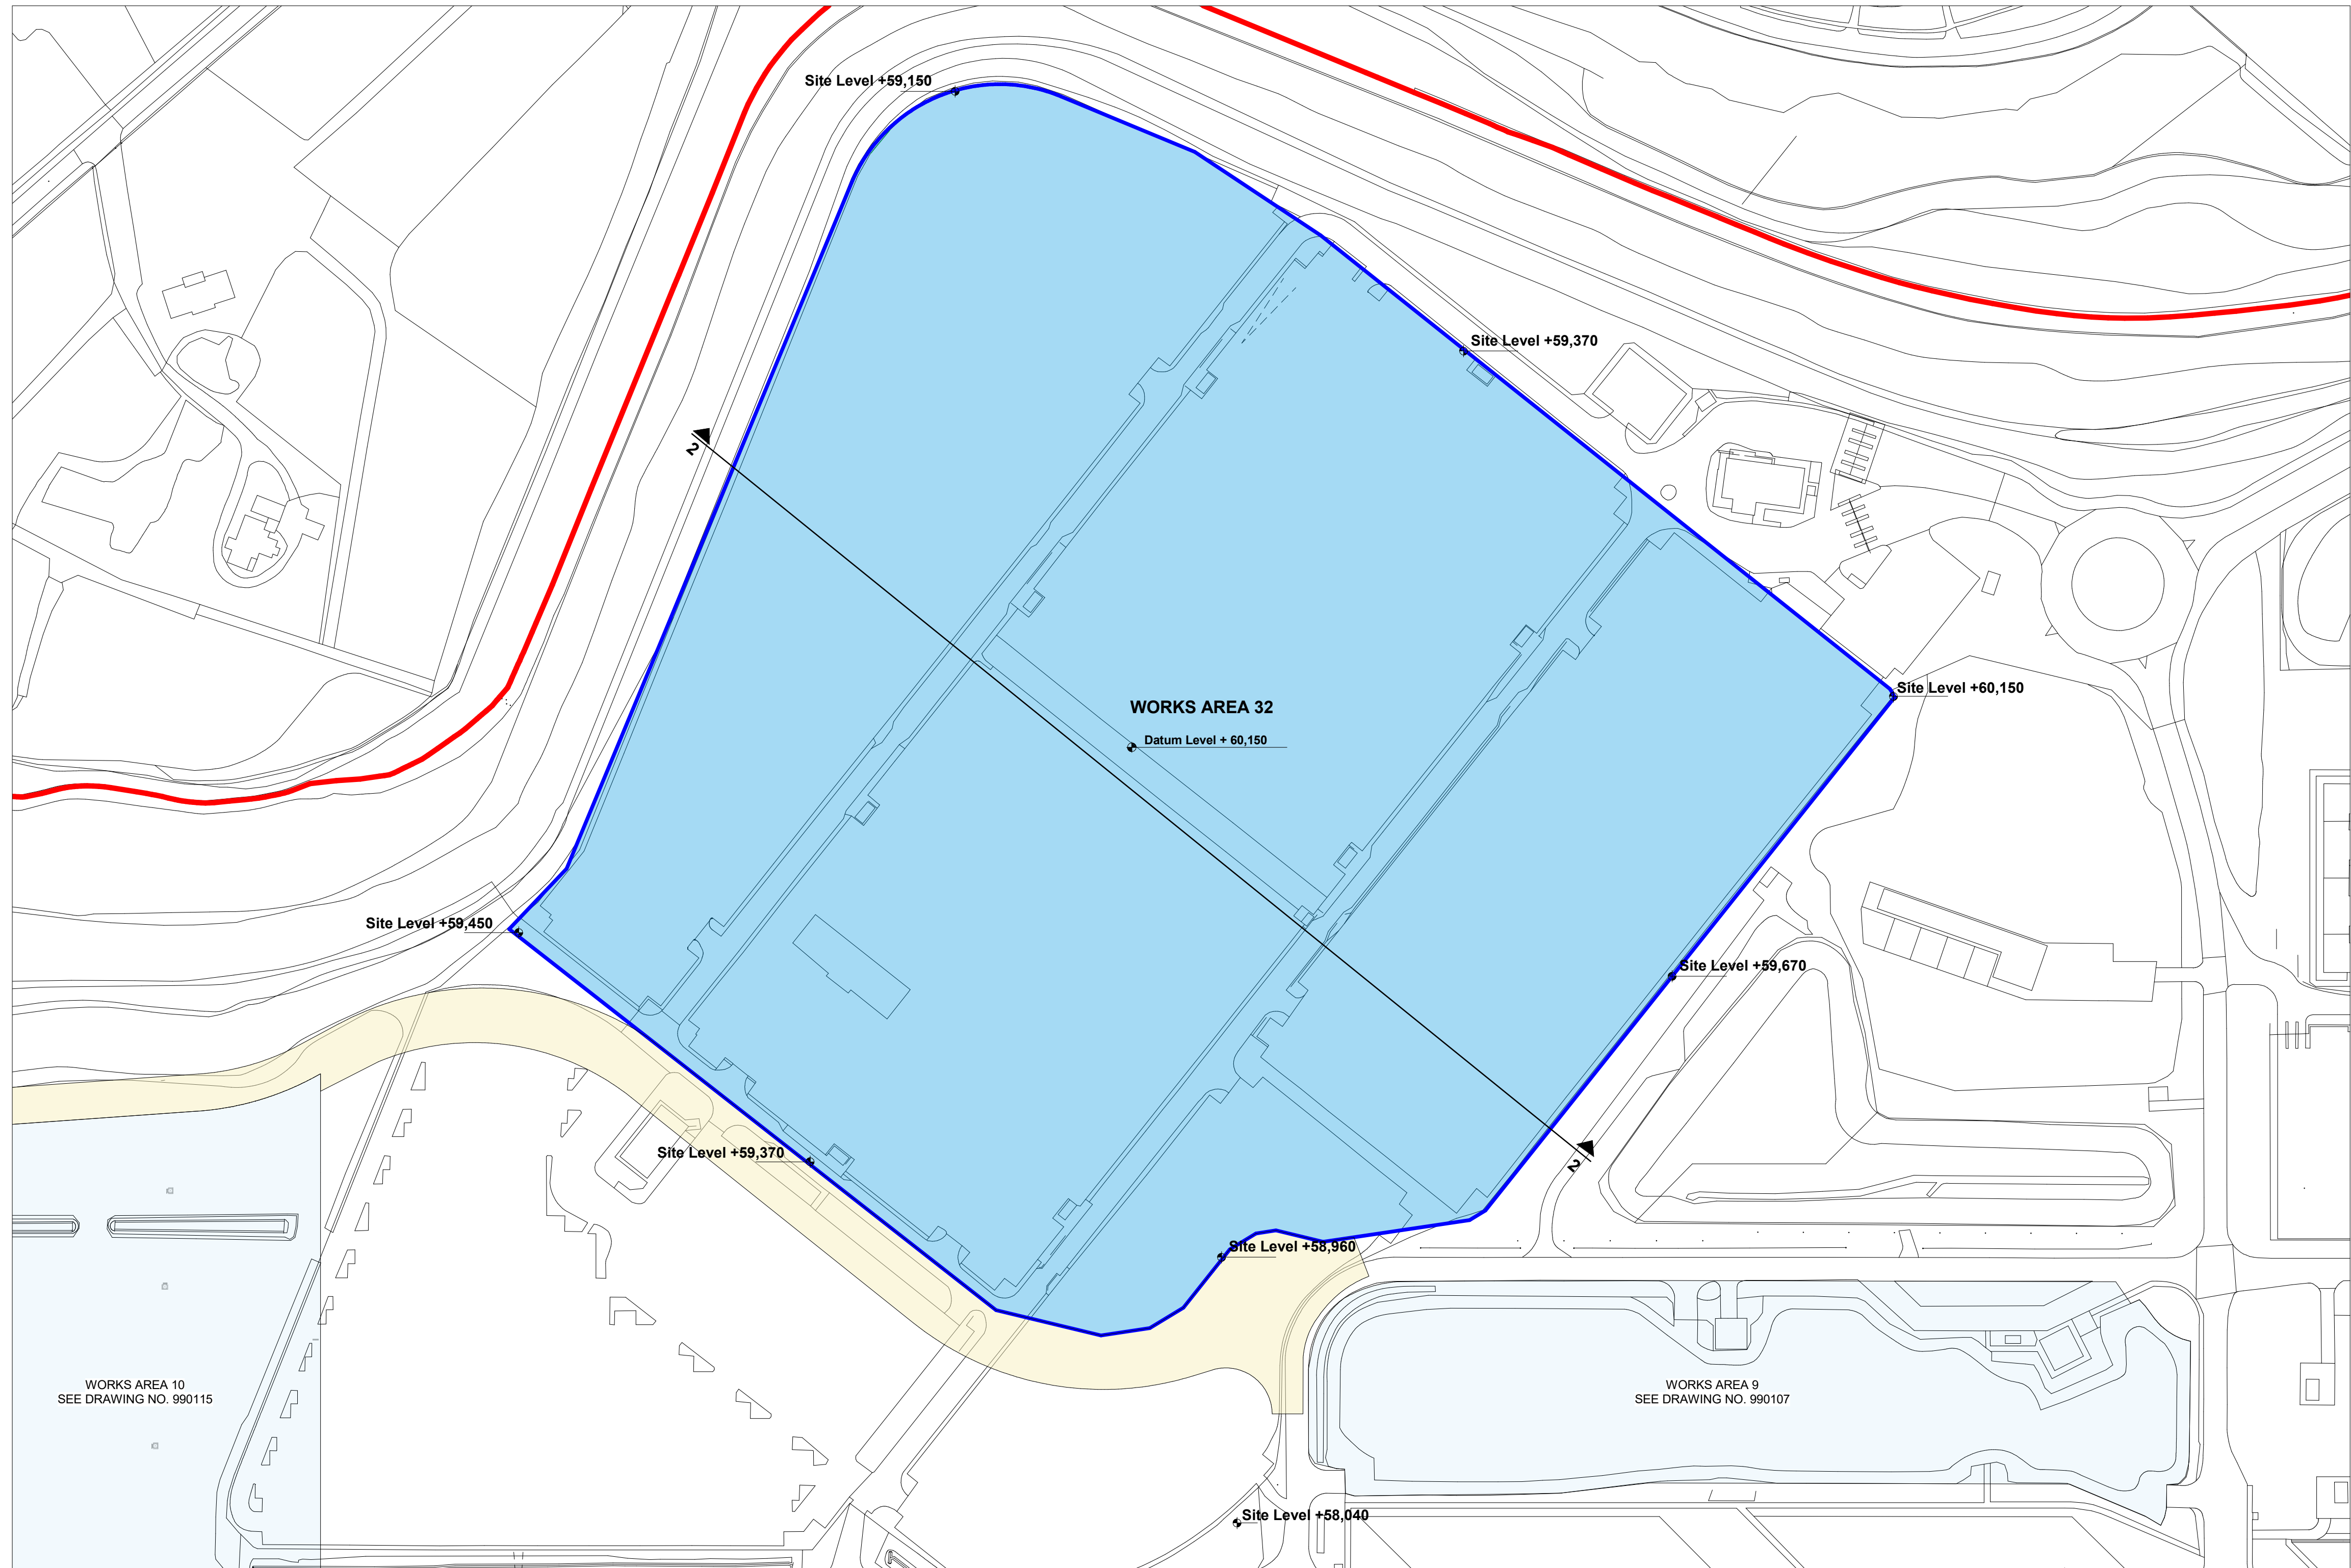 Site Level +59,150
Site Level +59,370
2
Site Level +60,150
WORKS AREA 32
Datum Level + 60,150
Site Level +59,450
Site Level +59,670
Site Level +59,370
2
Site Level +58,960
WORKS AREA 10
SEE DRAWING NO. 990115
WORKS AREA 9
SEE DRAWING NO. 990107
Site Level +58,040